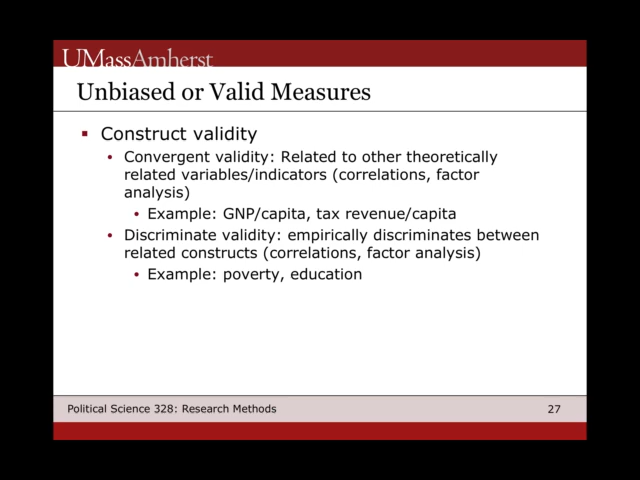 UMassAmherst
Unbiased or Valid Measures
▪ Construct validity
• Convergent validity: Related to other theoretically
related variables/indicators (correlations, factor
analysis)
• Example: GNP/capita, tax revenue/capita
• Discriminate validity: empirically discriminates between
related constructs (correlations, factor analysis)
• Example: poverty, education
Political Science 328: Research Methods 27